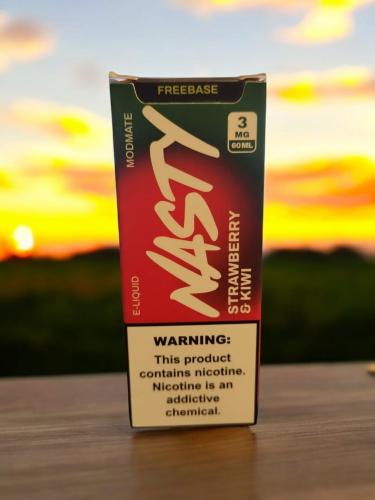 FREEBASE
MODMATE
3
MG
60ML
NASTY
E-LIQUID
STRAWBERRY
& KIWI
WARNING:
This product
contains nicotine.
Nicotine is an
addictive
chemical.